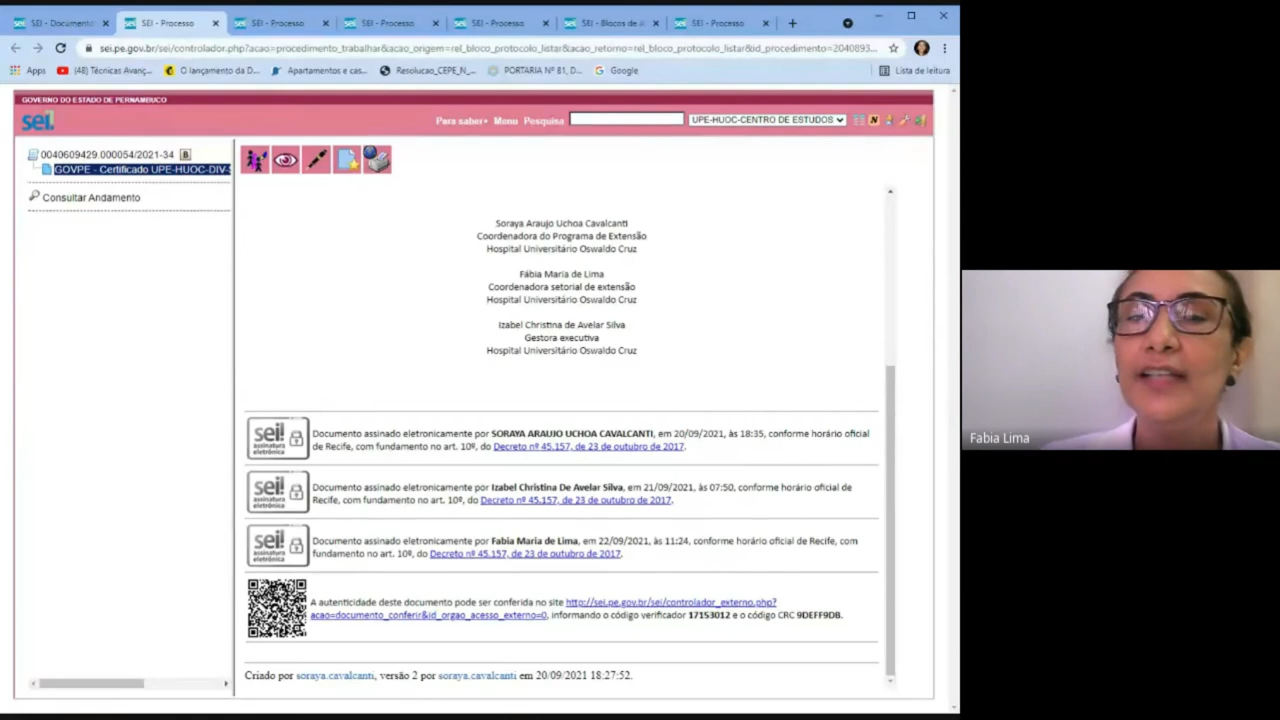 SEI - Documento
SEI - Processo
SEI - Processo
SEI - Processo
SEI - Processo
SEI - Blocos de A
SEI - Processo
sei.pe.gov.br/sei/controlador.php?acao=procedimento_trabalhar&acao_origem=rel_bloco_protocolo_listar&acao_retorno=rel_bloco_protocolo_listar&id_procedimento=2040893...
Apps
(48) Técnicas Avanç...
O lançamento da D...
Apartamentos e cas...
Resolucao_CEPE_N_...
PORTARIA Nº 81, D...
Google
Lista de leitura
GOVERNO DO ESTADO DE PERNAMBUCO
sei!
Para saber+ Menu Pesquisa
UPE-HUOC-CENTRO DE ESTUDOS
0040609429.000054/2021-34
GOVPE - Certificado UPE-HUOC-DIV-
Consultar Andamento
Soraya Araujo Uchoa Cavalcanti
Coordenadora do Programa de Extensão
Hospital Universitário Oswaldo Cruz
Fábia Maria de Lima
Coordenadora setorial de extensão
Hospital Universitário Oswaldo Cruz
Izabel Christina de Avelar Silva
Gestora executiva
Hospital Universitário Oswaldo Cruz
sei!
assinatura
eletrônica
Documento assinado eletronicamente por SORAYA ARAUJO UCHOA CAVALCANTI, em 20/09/2021, às 18:35, conforme horário oficial
de Recife, com fundamento no art. 10º, do Decreto nº 45.157, de 23 de outubro de 2017.
sei!
assinatura
eletrônica
Documento assinado eletronicamente por Izabel Christina De Avelar Silva, em 21/09/2021, às 07:50, conforme horário oficial de
Recife, com fundamento no art. 10º, do Decreto nº 45.157, de 23 de outubro de 2017.
sei!
assinatura
eletrônica
Documento assinado eletronicamente por Fabia Maria de Lima, em 22/09/2021, às 11:24, conforme horário oficial de Recife, com
fundamento no art. 10º, do Decreto nº 45.157, de 23 de outubro de 2017.
A autenticidade deste documento pode ser conferida no site http://sei.pe.gov.br/sei/controlador_externo.php?
acao=documento_conferir&id_orgao_acesso_externo=0, informando o código verificador 17153012 e o código CRC 9DEFF9DB.
Criado por soraya.cavalcanti, versão 2 por soraya.cavalcanti em 20/09/2021 18:27:52.
Fabia Lima